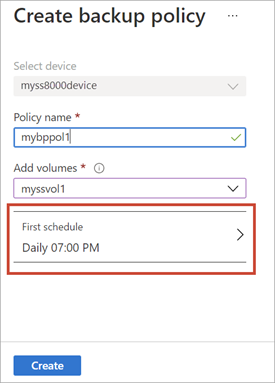 Create backup policy ...
Select device
myss8000device
Policy name *
mybppol1
Add volumes *
myssvol1
First schedule
Daily 07:00 PM
Create